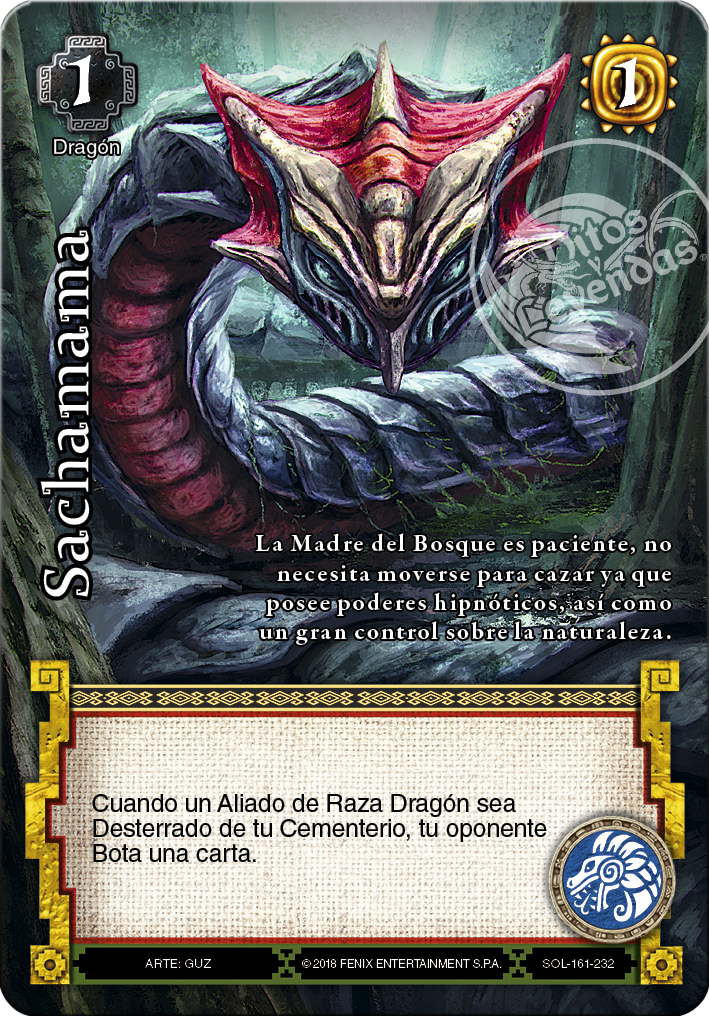 1
Dragón
1
Mitos
y
Leyendas
Sachamama
La Madre del Bosque es paciente, no
necesita moverse para cazar ya que
posee poderes hipnóticos, así como
un gran control sobre la naturaleza.
Cuando un Aliado de Raza Dragón sea
Desterrado de tu Cementerio, tu oponente
Bota una carta.
ARTE: GUZ
©2018 FENIX ENTERTAINMENT S.P.A.
SOL-161-232